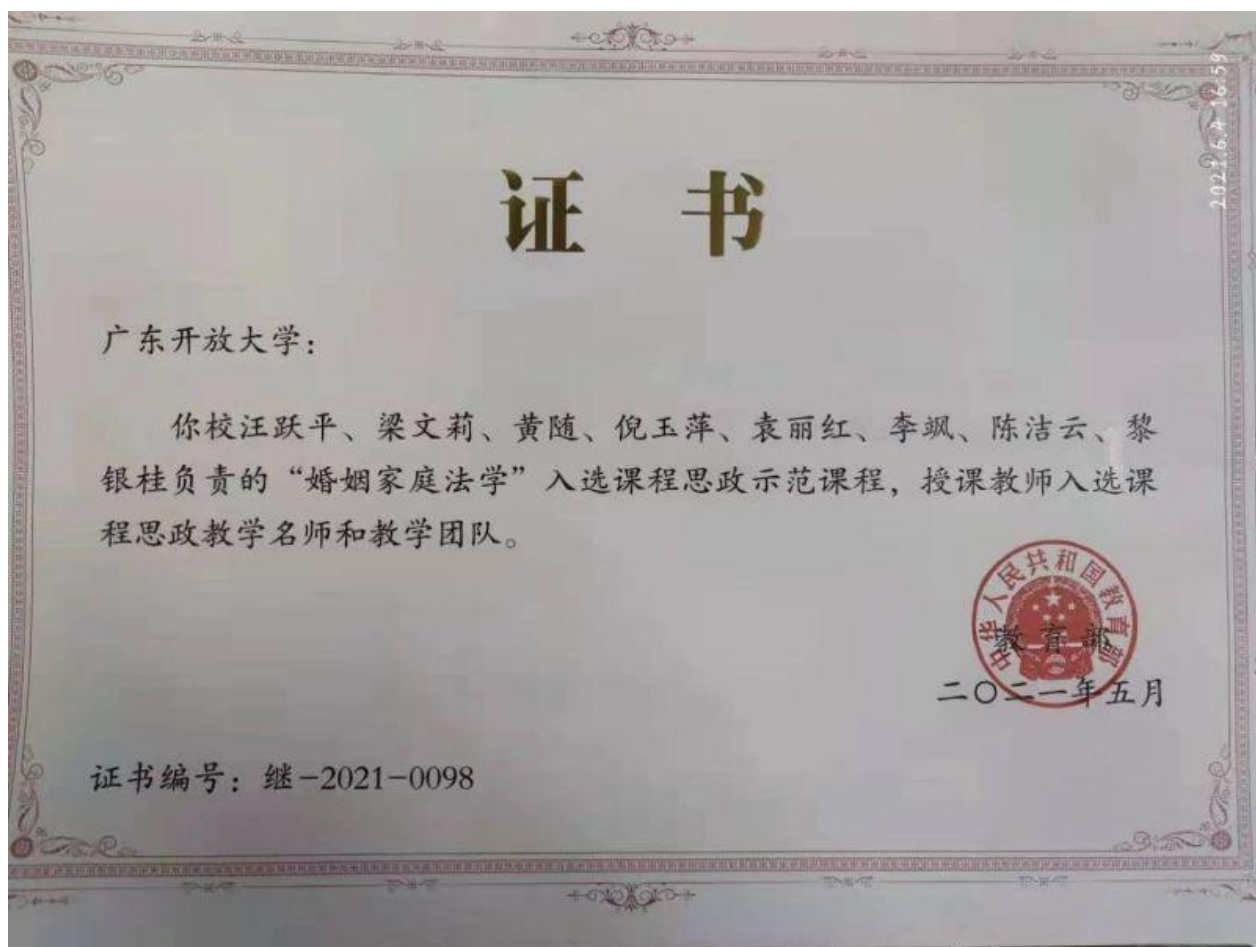 2021.6.4 16:59
证 书
广东开放大学：
你校汪跃平、梁文莉、黄随、倪玉萍、袁丽红、李飒、陈洁云、黎
银桂负责的“婚姻家庭法学”入选课程思政示范课程，授课教师入选课
程思政教学名师和教学团队。
中华人民共和国教育部
教育部
二〇二一年五月
证书编号：继-2021-0098